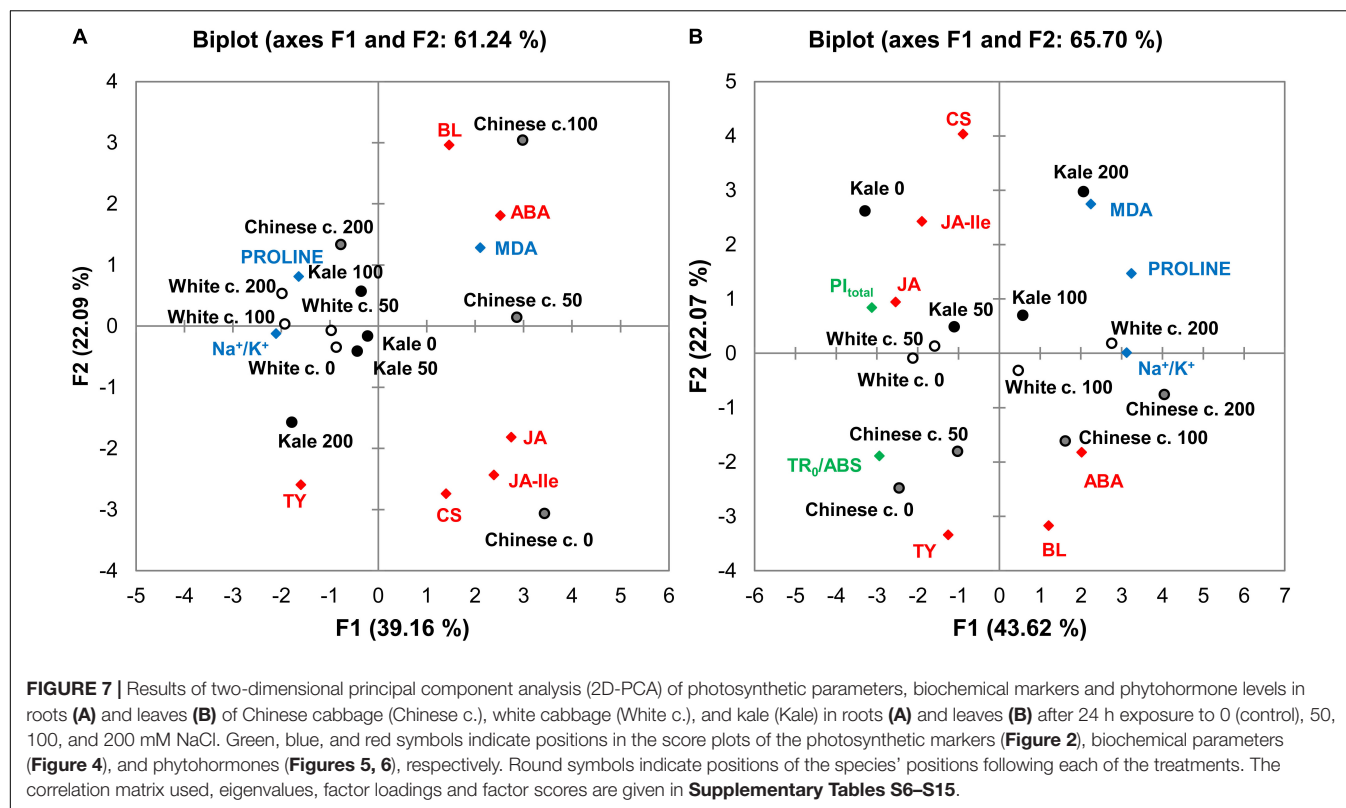 A
Biplot (axes F1 and F2: 61.24 %)
4
3
2
1
0
-1
-2
-3
-4
F2 (22.09 %)
BL
Chinese c.100
ABA
Chinese c. 200
MDA
PROLINE
Kale 100
White c. 200
White c. 50
Chinese c. 50
White c. 100
Na⁺/K⁺
Kale 0
White c. 0
Kale 50
Kale 200
JA
TY
JA-Ile
CS
Chinese c. 0
-5 -4 -3 -2 -1 0 1 2 3 4 5 6
F1 (39.16 %)
B
Biplot (axes F1 and F2: 65.70 %)
5
4
3
2
1
0
-1
-2
-3
-4
F2 (22.07 %)
CS
Kale 0
Kale 200
MDA
JA-Ile
PROLINE
PI_total
JA
Kale 50
Kale 100
White c. 50
White c. 200
White c. 0
White c. 100
Na⁺/K⁺
Chinese c. 200
Chinese c. 50
Chinese c. 100
TR₀/ABS
ABA
Chinese c. 0
TY
BL
-6 -5 -4 -3 -2 -1 0 1 2 3 4 5 6 7
F1 (43.62 %)
FIGURE 7 | Results of two-dimensional principal component analysis (2D-PCA) of photosynthetic parameters, biochemical markers and phytohormone levels in
roots (A) and leaves (B) of Chinese cabbage (Chinese c.), white cabbage (White c.), and kale (Kale) in roots (A) and leaves (B) after 24 h exposure to 0 (control), 50,
100, and 200 mM NaCl. Green, blue, and red symbols indicate positions in the score plots of the photosynthetic markers (Figure 2), biochemical parameters
(Figure 4), and phytohormones (Figures 5, 6), respectively. Round symbols indicate positions of the species' positions following each of the treatments. The
correlation matrix used, eigenvalues, factor loadings and factor scores are given in Supplementary Tables S6–S15.